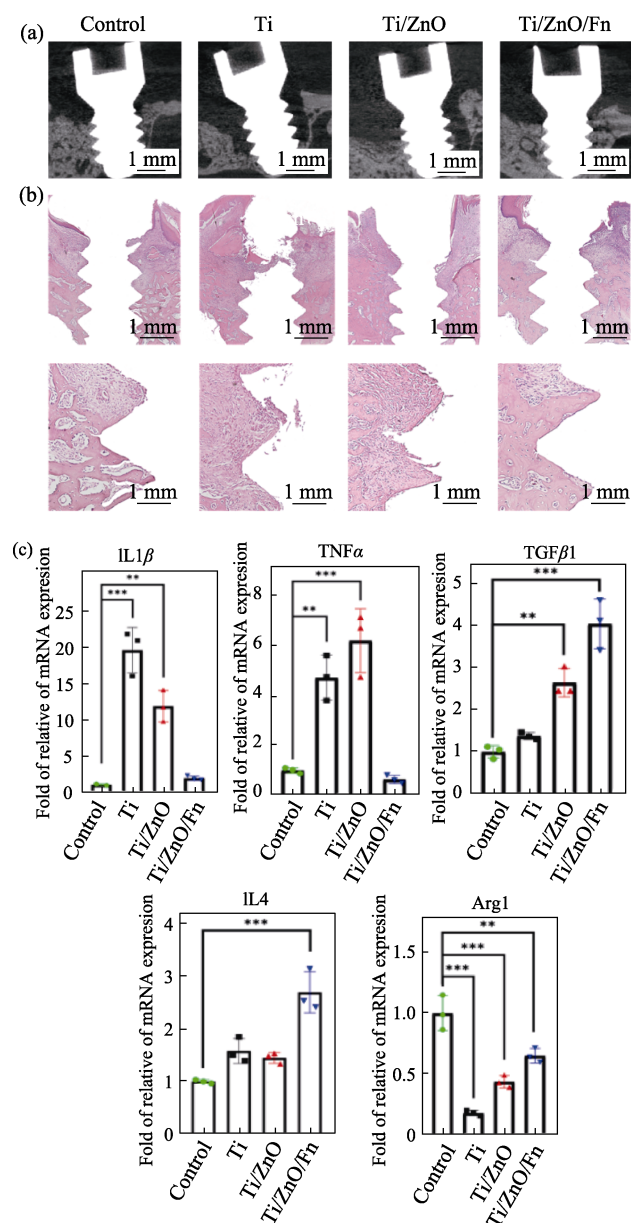 (a) Control Ti Ti/ZnO Ti/ZnO/Fn
1 mm 1 mm 1 mm 1 mm
(b)
1 mm 1 mm 1 mm 1 mm
1 mm 1 mm 1 mm 1 mm
(c)
IL1β
Fold of relative of mRNA expresion
25
20
15
10
5
0
**
***
Control Ti Ti/ZnO Ti/ZnO/Fn
TNFα
Fold of relative of mRNA expresion
8
6
4
2
0
***
**
Control Ti Ti/ZnO Ti/ZnO/Fn
TGFβ1
Fold of relative of mRNA expresion
5
4
3
2
1
0
***
**
Control Ti Ti/ZnO Ti/ZnO/Fn
IL4
Fold of relative of mRNA expresion
4
3
2
1
0
***
Control Ti Ti/ZnO Ti/ZnO/Fn
Arg1
Fold of relative of mRNA expresion
1.5
1.0
0.5
0
**
***
***
Control Ti Ti/ZnO Ti/ZnO/Fn